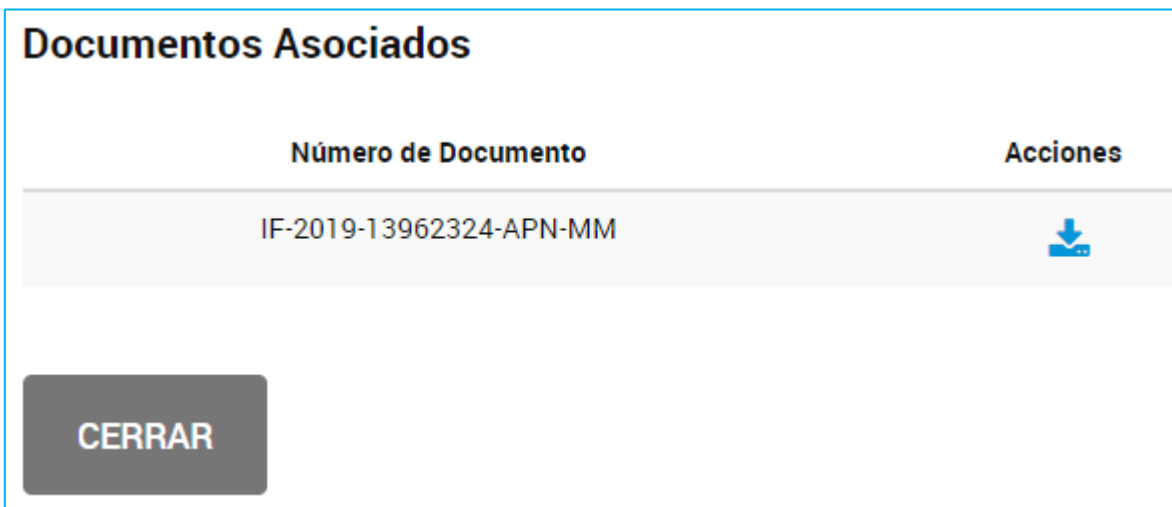 Documentos Asociados
Número de Documento Acciones
IF-2019-13962324-APN-MM
CERRAR